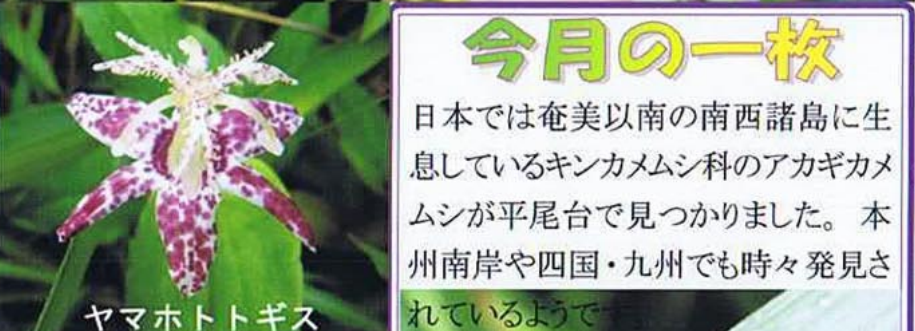 今月の一枚
日本では奄美以南の南西諸島に生
息しているキンカメムシ科のアカギカメ
ムシが平尾台で見つかりました。 本
州南岸や四国・九州でも時々発見さ
れているようで
ヤマホトトギス